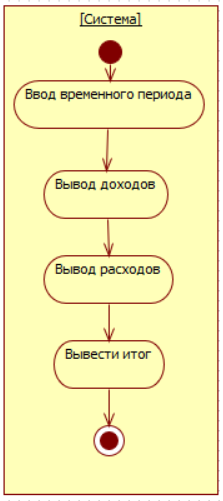 [Система]
Ввод временного периода
Вывод доходов
Вывод расходов
Вывести итог